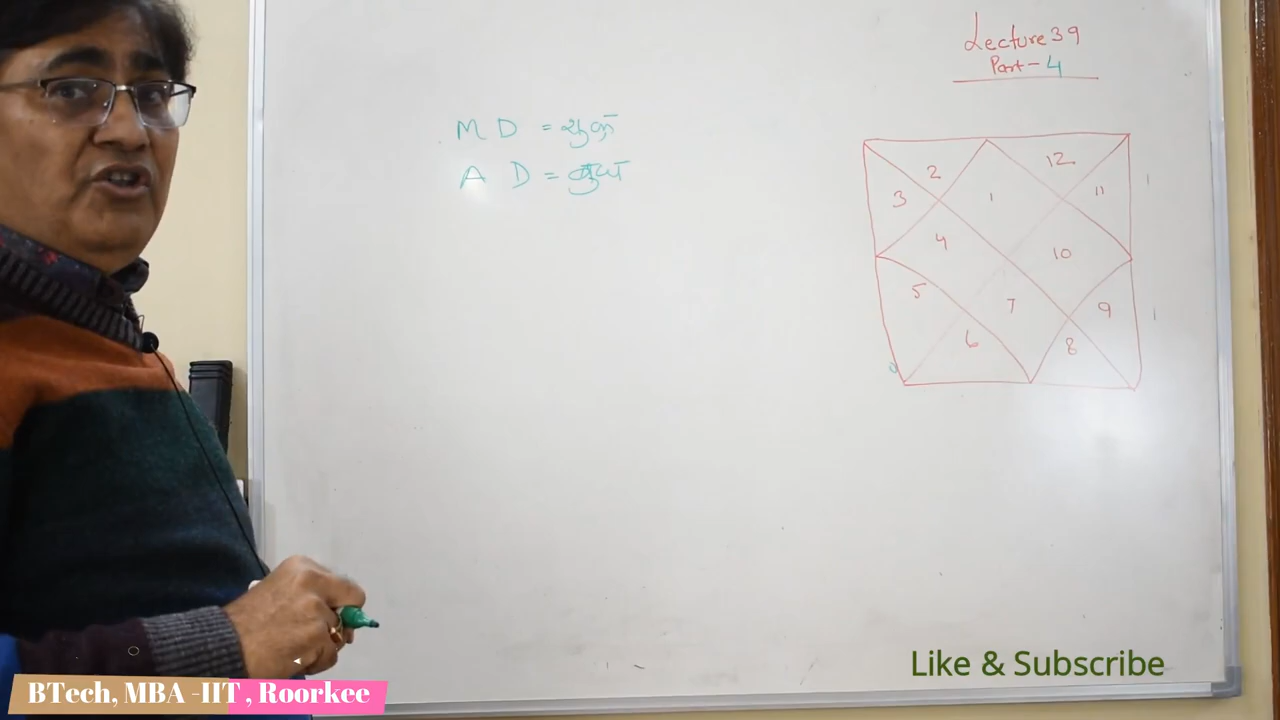 Lecture 39
Part - 4
M D = शुक्र
A D = बुध
12
2
11
3
1
4
10
5
7
9
6
8
Like & Subscribe
BTech, MBA -IIT , Roorkee